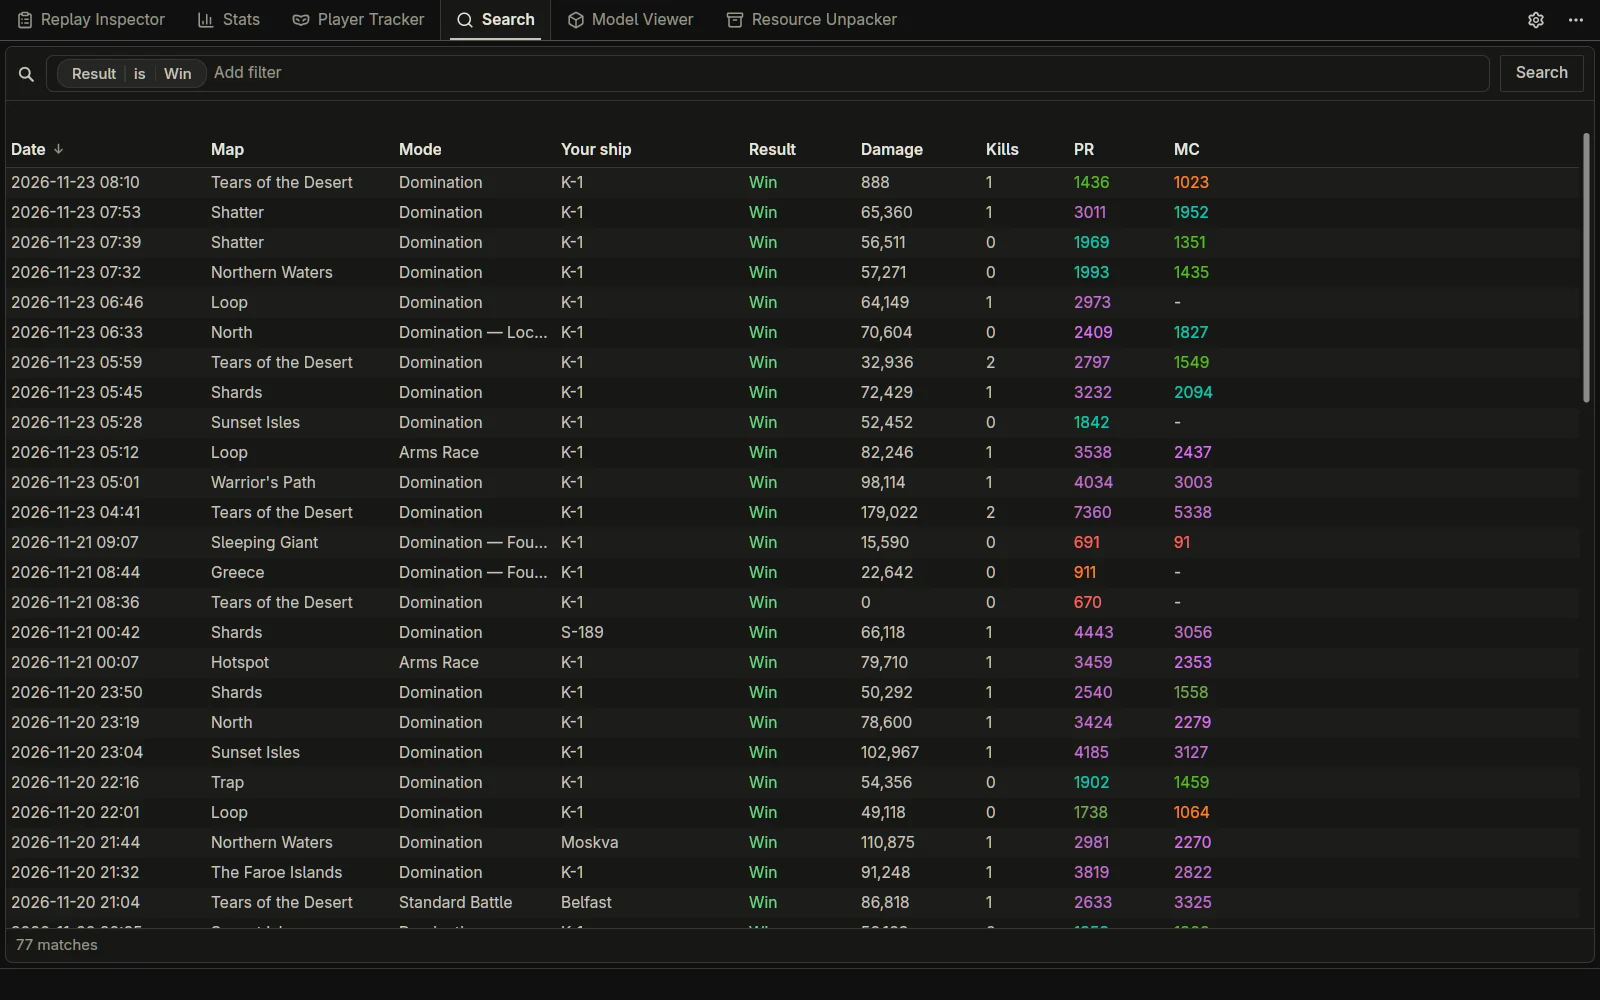 Replay Inspector Stats Player Tracker Search Model Viewer Resource Unpacker
Result is Win Add filter Search
Date ↓ Map Mode Your ship Result Damage Kills PR MC
2026-11-23 08:10 Tears of the Desert Domination K-1 Win 888 1 1436 1023
2026-11-23 07:53 Shatter Domination K-1 Win 65,360 1 3011 1952
2026-11-23 07:39 Shatter Domination K-1 Win 56,511 0 1969 1351
2026-11-23 07:32 Northern Waters Domination K-1 Win 57,271 0 1993 1435
2026-11-23 06:46 Loop Domination K-1 Win 64,149 1 2973 -
2026-11-23 06:33 North Domination — Loc... K-1 Win 70,604 0 2409 1827
2026-11-23 05:59 Tears of the Desert Domination K-1 Win 32,936 2 2797 1549
2026-11-23 05:45 Shards Domination K-1 Win 72,429 1 3232 2094
2026-11-23 05:28 Sunset Isles Domination K-1 Win 52,452 0 1842 -
2026-11-23 05:12 Loop Arms Race K-1 Win 82,246 1 3538 2437
2026-11-23 05:01 Warrior's Path Domination K-1 Win 98,114 1 4034 3003
2026-11-23 04:41 Tears of the Desert Domination K-1 Win 179,022 2 7360 5338
2026-11-21 09:07 Sleeping Giant Domination — Fou... K-1 Win 15,590 0 691 91
2026-11-21 08:44 Greece Domination — Fou... K-1 Win 22,642 0 911 -
2026-11-21 08:36 Tears of the Desert Domination K-1 Win 0 0 670 -
2026-11-21 00:42 Shards Domination S-189 Win 66,118 1 4443 3056
2026-11-21 00:07 Hotspot Arms Race K-1 Win 79,710 1 3459 2353
2026-11-20 23:50 Shards Domination K-1 Win 50,292 1 2540 1558
2026-11-20 23:19 North Domination K-1 Win 78,600 1 3424 2279
2026-11-20 23:04 Sunset Isles Domination K-1 Win 102,967 1 4185 3127
2026-11-20 22:16 Trap Domination K-1 Win 54,356 0 1902 1459
2026-11-20 22:01 Loop Domination K-1 Win 49,118 0 1738 1064
2026-11-20 21:44 Northern Waters Domination Moskva Win 110,875 1 2981 2270
2026-11-20 21:32 The Faroe Islands Domination K-1 Win 91,248 1 3819 2822
2026-11-20 21:04 Tears of the Desert Standard Battle Belfast Win 86,818 1 2633 3325
77 matches